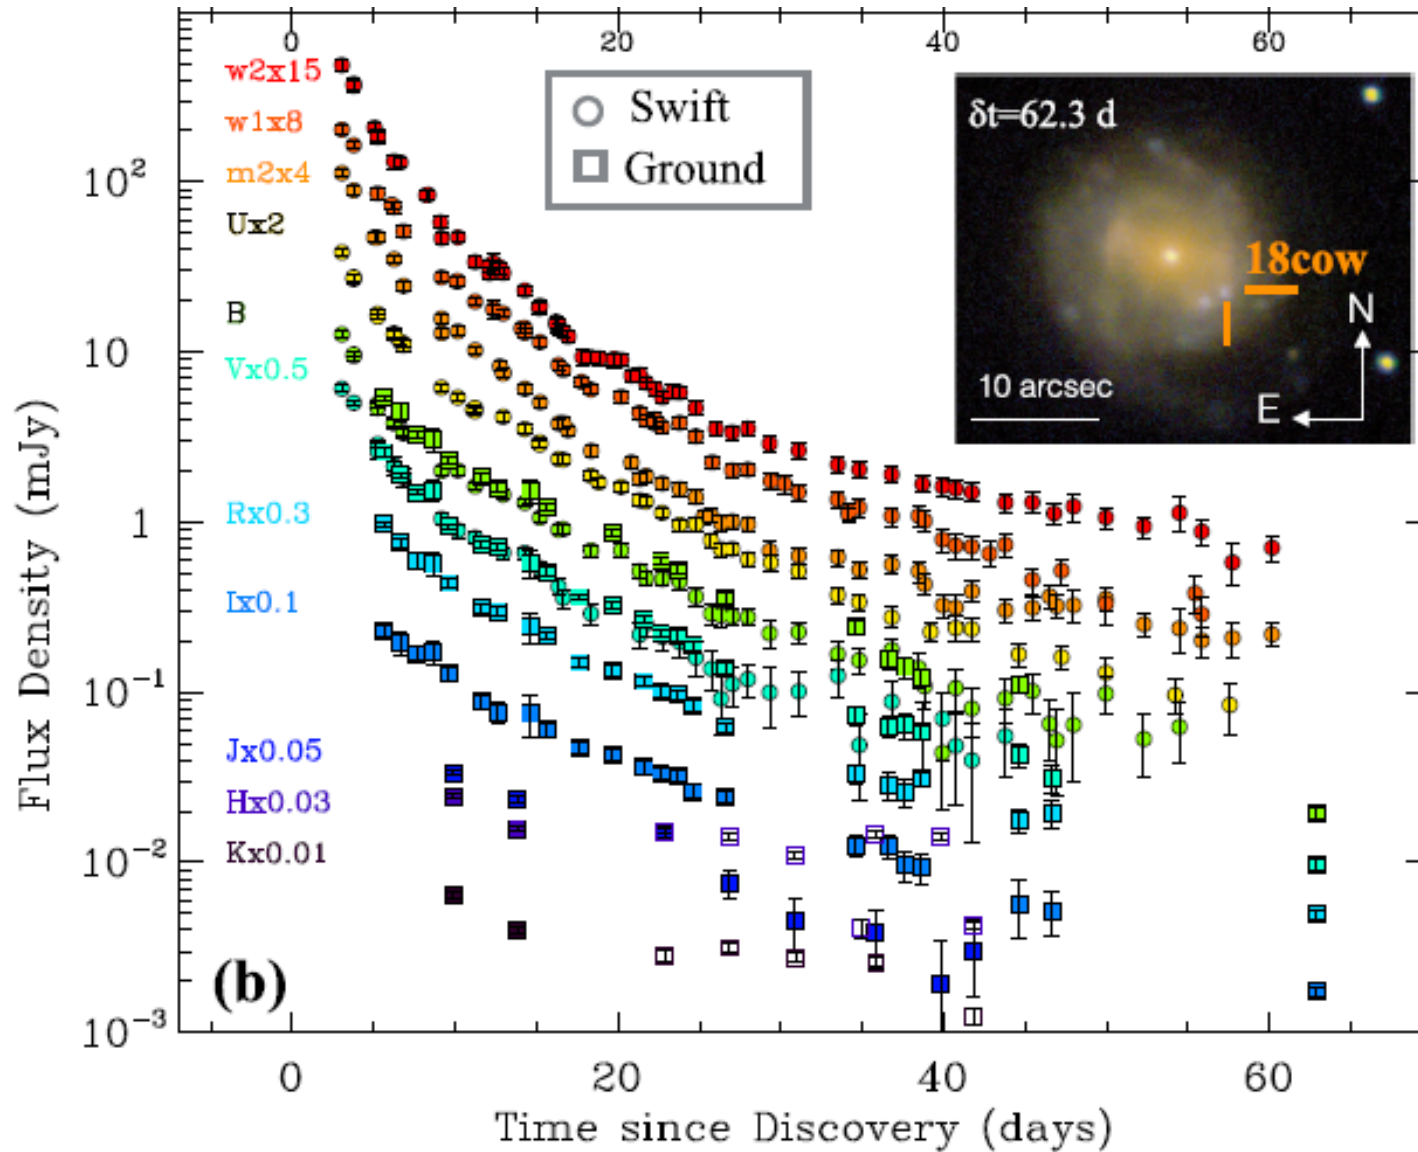 0 20 40 60
w2x15
w1x8
m2x4
Ux2
B
Vx0.5
Rx0.3
Ix0.1
Jx0.05
Hx0.03
Kx0.01
Swift
Ground
δt=62.3 d
18cow
N
E
10 arcsec
10²
10
1
10⁻¹
10⁻²
10⁻³
Flux Density (mJy)
(b)
0 20 40 60
Time since Discovery (days)